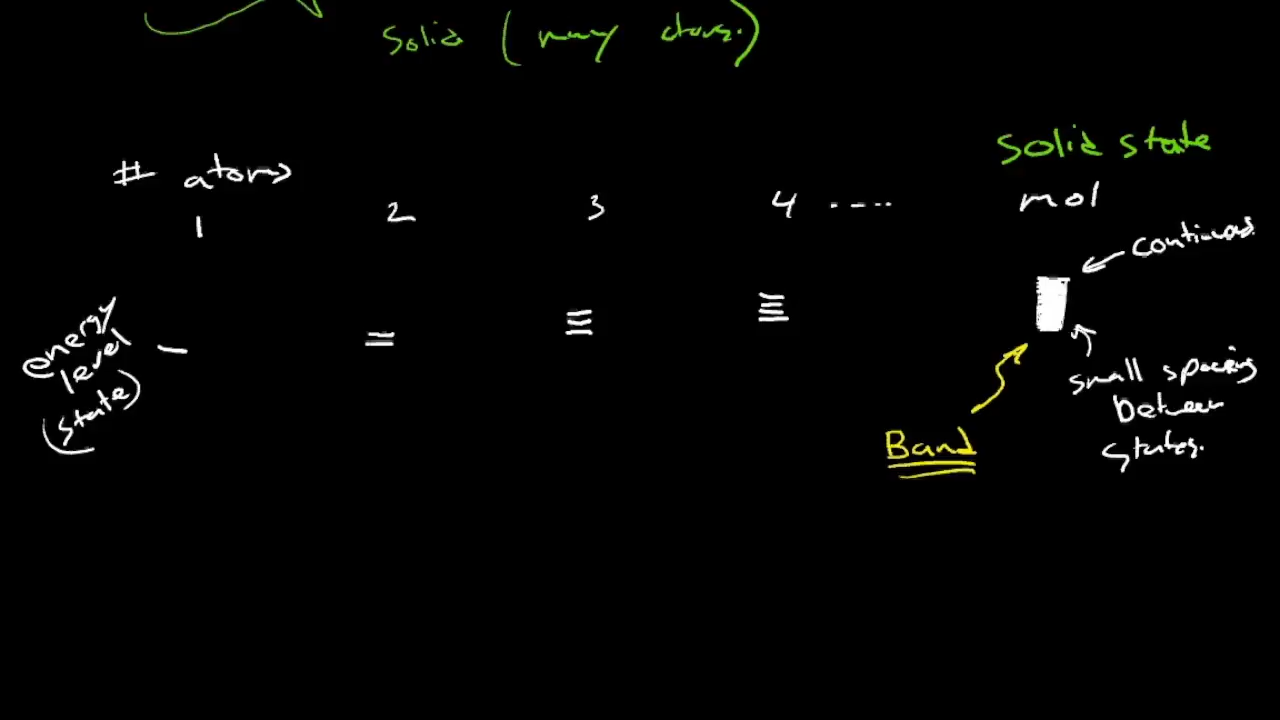 Solid (many atoms)
Solid state
# atoms
mol
1 2 3 4 ....
continuous
energy
level
(state)
small spacing
between
states.
Band